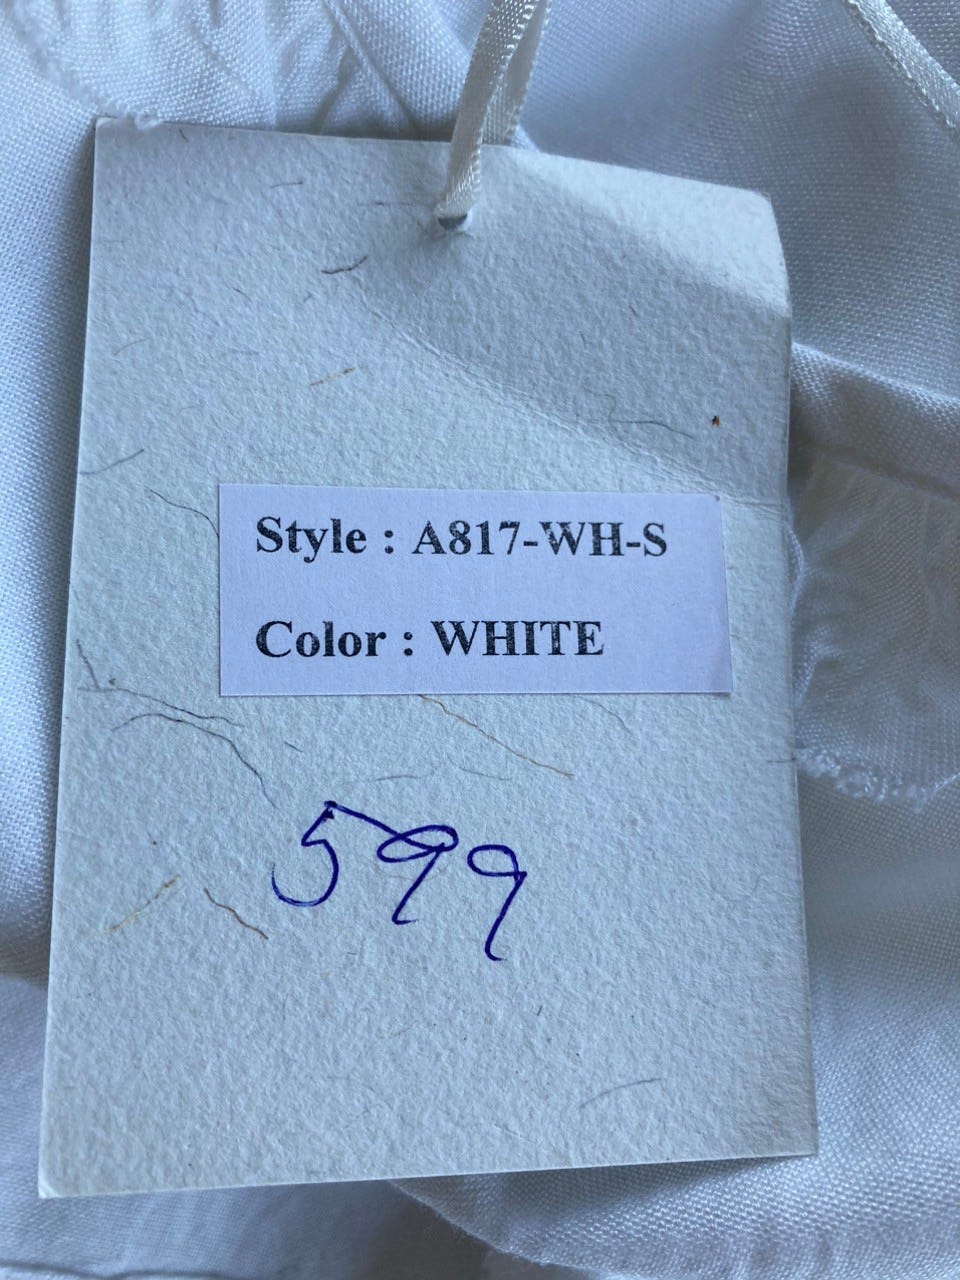 Style : A817-WH-S
Color : WHITE
599